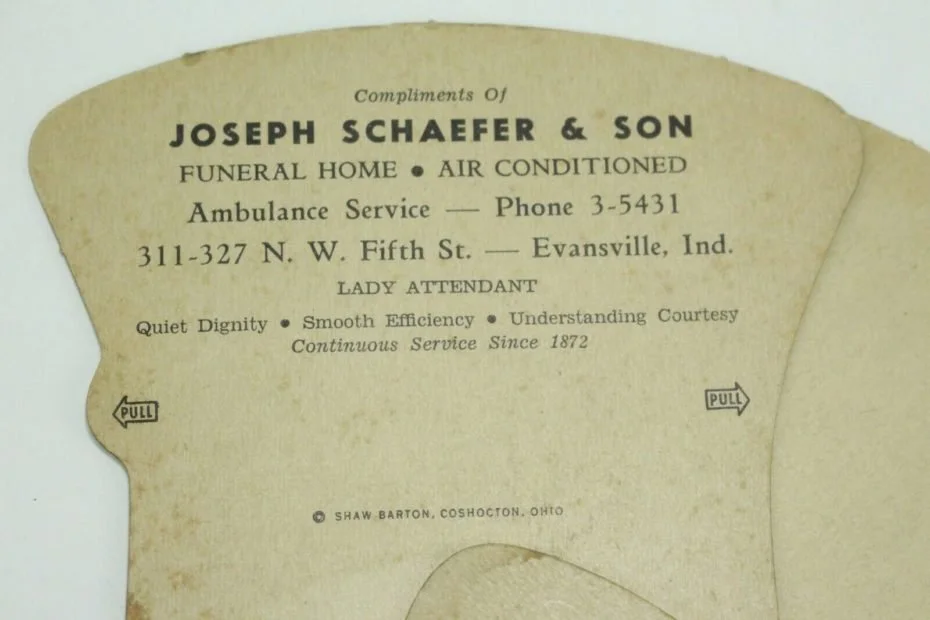 Compliments Of
JOSEPH SCHAEFER & SON
FUNERAL HOME • AIR CONDITIONED
Ambulance Service — Phone 3-5431
311-327 N. W. Fifth St. — Evansville, Ind.
LADY ATTENDANT
Quiet Dignity • Smooth Efficiency • Understanding Courtesy
Continuous Service Since 1872
PULL PULL
© SHAW BARTON, COSHOCTON, OHIO